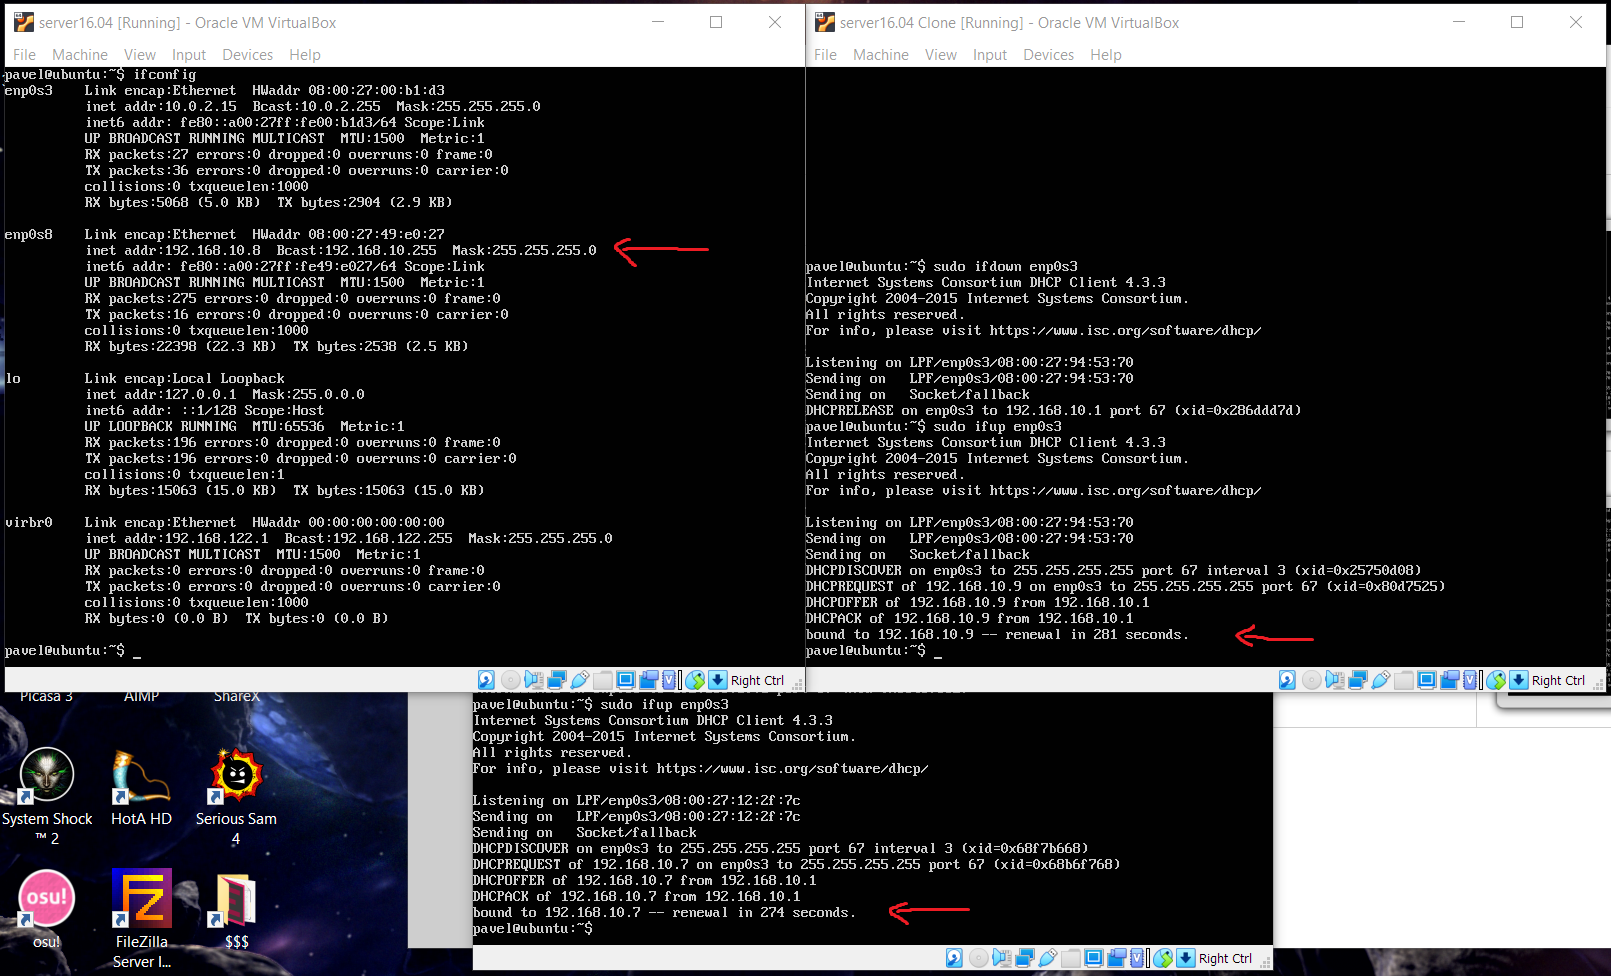 server16.04 [Running] - Oracle VM VirtualBox
File Machine View Input Devices Help
pavel@ubuntu:~$ ifconfig
enp0s3    Link encap:Ethernet  HWaddr 08:00:27:00:b1:d3
inet addr:10.0.2.15  Bcast:10.0.2.255  Mask:255.255.255.0
inet6 addr: fe80::a00:27ff:fe00:b1d3/64 Scope:Link
UP BROADCAST RUNNING MULTICAST  MTU:1500  Metric:1
RX packets:27 errors:0 dropped:0 overruns:0 frame:0
TX packets:36 errors:0 dropped:0 overruns:0 carrier:0
collisions:0 txqueuelen:1000
RX bytes:5068 (5.0 KB)  TX bytes:2904 (2.9 KB)
enp0s8    Link encap:Ethernet  HWaddr 08:00:27:49:e0:27
inet addr:192.168.10.8  Bcast:192.168.10.255  Mask:255.255.255.0
inet6 addr: fe80::a00:27ff:fe49:e027/64 Scope:Link
UP BROADCAST RUNNING MULTICAST  MTU:1500  Metric:1
RX packets:275 errors:0 dropped:0 overruns:0 frame:0
TX packets:16 errors:0 dropped:0 overruns:0 carrier:0
collisions:0 txqueuelen:1000
RX bytes:22398 (22.3 KB)  TX bytes:2538 (2.5 KB)
lo        Link encap:Local Loopback
inet addr:127.0.0.1  Mask:255.0.0.0
inet6 addr: ::1/128 Scope:Host
UP LOOPBACK RUNNING  MTU:65536  Metric:1
RX packets:196 errors:0 dropped:0 overruns:0 frame:0
TX packets:196 errors:0 dropped:0 overruns:0 carrier:0
collisions:0 txqueuelen:1
RX bytes:15063 (15.0 KB)  TX bytes:15063 (15.0 KB)
virbr0    Link encap:Ethernet  HWaddr 00:00:00:00:00:00
inet addr:192.168.122.1  Bcast:192.168.122.255  Mask:255.255.255.0
UP BROADCAST MULTICAST  MTU:1500  Metric:1
RX packets:0 errors:0 dropped:0 overruns:0 frame:0
TX packets:0 errors:0 dropped:0 overruns:0 carrier:0
collisions:0 txqueuelen:1000
RX bytes:0 (0.0 B)  TX bytes:0 (0.0 B)
pavel@ubuntu:~$ _
Right Ctrl
server16.04 Clone [Running] - Oracle VM VirtualBox
File Machine View Input Devices Help
pavel@ubuntu:~$ sudo ifdown enp0s3
Internet Systems Consortium DHCP Client 4.3.3
Copyright 2004-2015 Internet Systems Consortium.
All rights reserved.
For info, please visit https://www.isc.org/software/dhcp/
Listening on LPF/enp0s3/08:00:27:94:53:70
Sending on   LPF/enp0s3/08:00:27:94:53:70
Sending on   Socket/fallback
DHCPRELEASE on enp0s3 to 192.168.10.1 port 67 (xid=0x286ddd7d)
pavel@ubuntu:~$ sudo ifup enp0s3
Internet Systems Consortium DHCP Client 4.3.3
Copyright 2004-2015 Internet Systems Consortium.
All rights reserved.
For info, please visit https://www.isc.org/software/dhcp/
Listening on LPF/enp0s3/08:00:27:94:53:70
Sending on   LPF/enp0s3/08:00:27:94:53:70
Sending on   Socket/fallback
DHCPDISCOVER on enp0s3 to 255.255.255.255 port 67 interval 3 (xid=0x25750d08)
DHCPREQUEST of 192.168.10.9 on enp0s3 to 255.255.255.255 port 67 (xid=0x80d7525)
DHCPOFFER of 192.168.10.9 from 192.168.10.1
DHCPACK of 192.168.10.9 from 192.168.10.1
bound to 192.168.10.9 -- renewal in 281 seconds.
pavel@ubuntu:~$ _
Right Ctrl
Picasa 3
AIMP
ShareX
System Shock
™ 2
HotA HD
Serious Sam
4
osu!
osu!
FZ
FileZilla
Server I...
$$$
pavel@ubuntu:~$ sudo ifup enp0s3
Internet Systems Consortium DHCP Client 4.3.3
Copyright 2004-2015 Internet Systems Consortium.
All rights reserved.
For info, please visit https://www.isc.org/software/dhcp/
Listening on LPF/enp0s3/08:00:27:12:2f:7c
Sending on   LPF/enp0s3/08:00:27:12:2f:7c
Sending on   Socket/fallback
DHCPDISCOVER on enp0s3 to 255.255.255.255 port 67 interval 3 (xid=0x68f7b668)
DHCPREQUEST of 192.168.10.7 on enp0s3 to 255.255.255.255 port 67 (xid=0x68b6f768)
DHCPOFFER of 192.168.10.7 from 192.168.10.1
DHCPACK of 192.168.10.7 from 192.168.10.1
bound to 192.168.10.7 -- renewal in 274 seconds.
pavel@ubuntu:~$
Right Ctrl